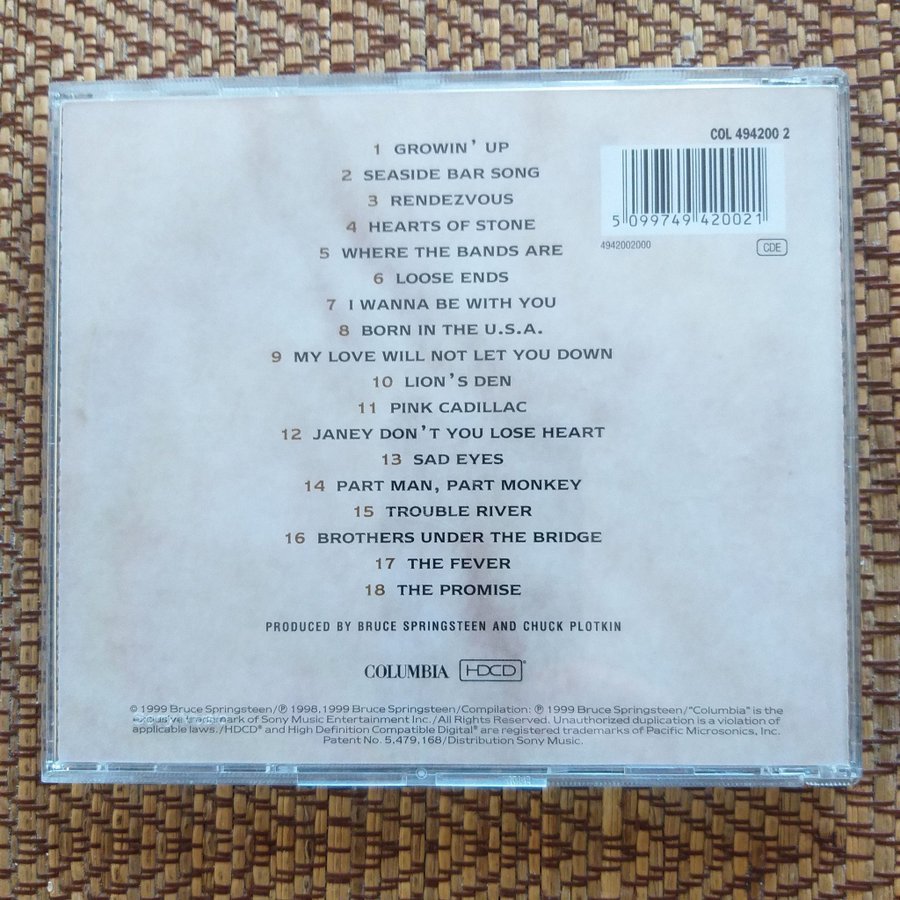 COL 494200 2
5 099749 420021
4942002000
CDE
1 GROWIN' UP
2 SEASIDE BAR SONG
3 RENDEZVOUS
4 HEARTS OF STONE
5 WHERE THE BANDS ARE
6 LOOSE ENDS
7 I WANNA BE WITH YOU
8 BORN IN THE U.S.A.
9 MY LOVE WILL NOT LET YOU DOWN
10 LION'S DEN
11 PINK CADILLAC
12 JANEY DON'T YOU LOSE HEART
13 SAD EYES
14 PART MAN, PART MONKEY
15 TROUBLE RIVER
16 BROTHERS UNDER THE BRIDGE
17 THE FEVER
18 THE PROMISE
PRODUCED BY BRUCE SPRINGSTEEN AND CHUCK PLOTKIN
COLUMBIA HDCD®
© 1999 Bruce Springsteen/℗ 1998,1999 Bruce Springsteen/Compilation: ℗ 1999 Bruce Springsteen/"Columbia" is the
exclusive trademark of Sony Music Entertainment Inc./All Rights Reserved. Unauthorized duplication is a violation of
applicable laws./HDCD® and High Definition Compatible Digital® are registered trademarks of Pacific Microsonics, Inc.
Patent No. 5,479,168/Distribution Sony Music.